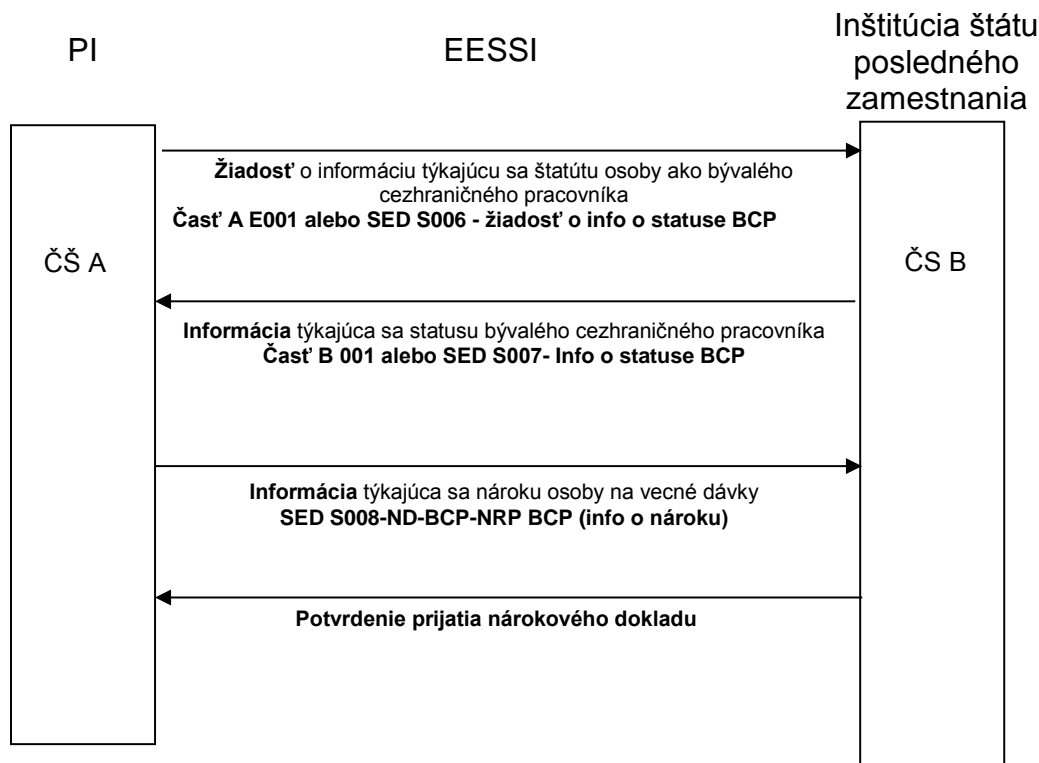 PI
EESSI
Inštitúcia štátu
posledného
zamestnania
Žiadosť o informáciu týkajúcu sa štatútu osoby ako bývalého
cezhraničného pracovníka
Časť A E001 alebo SED S006 - žiadosť o info o statuse BCP
ČŠ A
ČS B
Informácia týkajúca sa statusu bývalého cezhraničného pracovníka
Časť B 001 alebo SED S007- Info o statuse BCP
Informácia týkajúca sa nároku osoby na vecné dávky
SED S008-ND-BCP-NRP BCP (info o nároku)
Potvrdenie prijatia nárokového dokladu